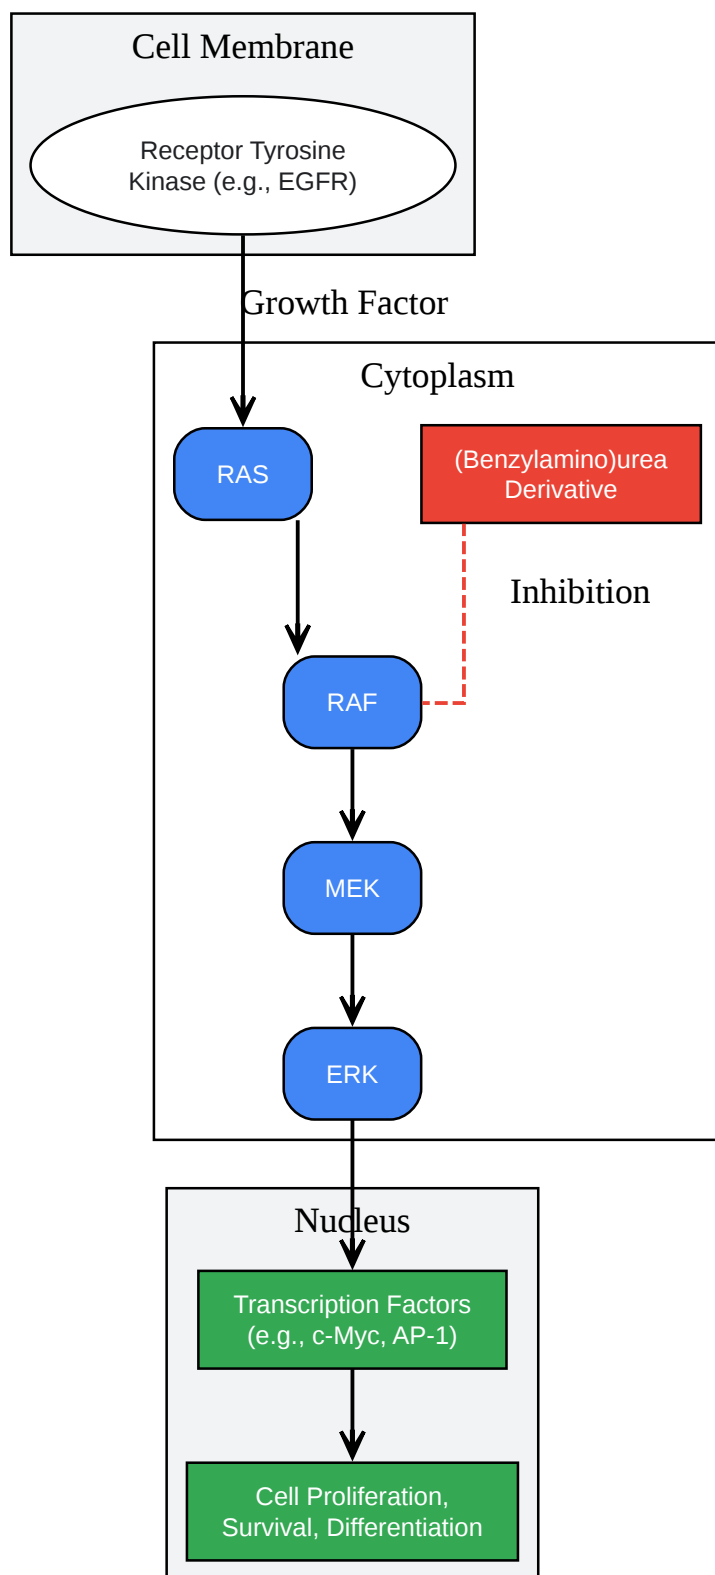 Cell Membrane
Receptor Tyrosine
Kinase (e.g., EGFR)
Growth Factor
Cytoplasm
RAS
(Benzylamino)urea
Derivative
Inhibition
RAF
MEK
ERK
Nucleus
Transcription Factors
(e.g., c-Myc, AP-1)
Cell Proliferation,
Survival, Differentiation